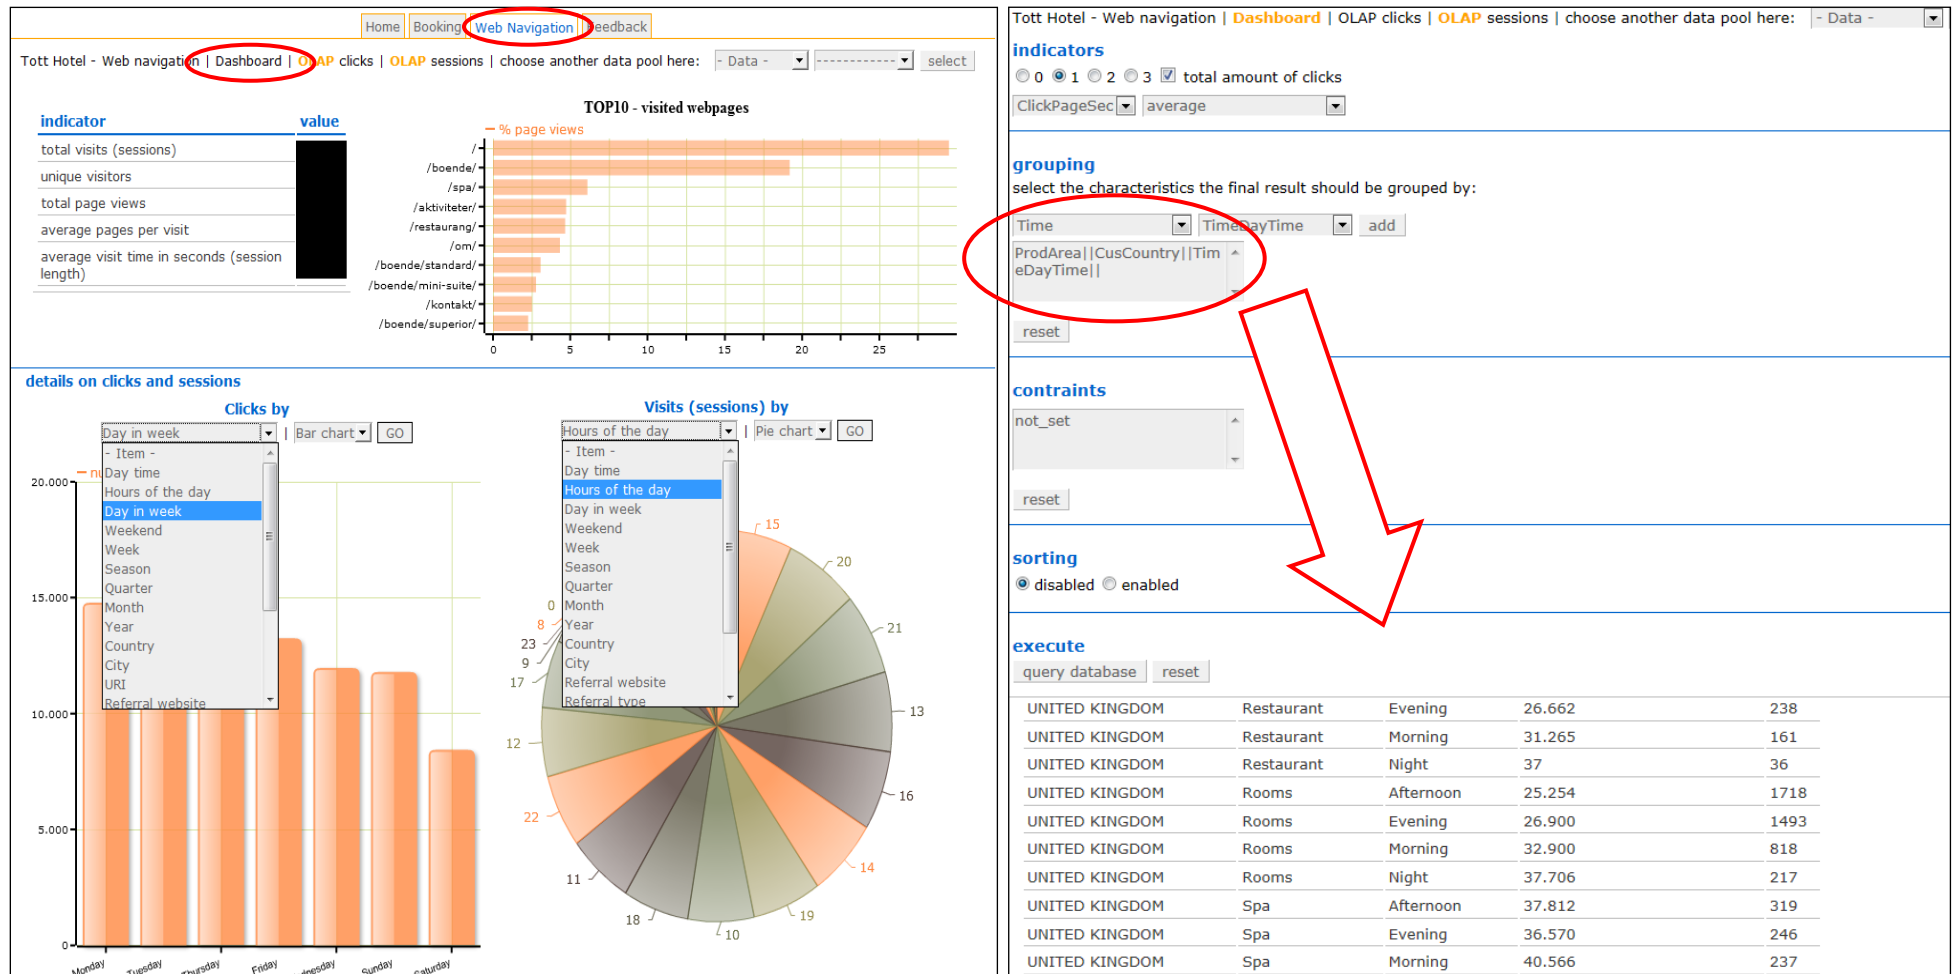 Home Booking Web Navigation Feedback
Tott Hotel - Web navigation | Dashboard | OLAP clicks | OLAP sessions | choose another data pool here: - Data - ------------ select
indicator value
total visits (sessions)
unique visitors
total page views
average pages per visit
average visit time in seconds (session
length)
TOP10 - visited webpages
% page views
/
/boende/
/spa/
/aktiviteter/
/restaurang/
/om/
/boende/standard/
/boende/mini-suite/
/kontakt/
/boende/superior/
0 5 10 15 20 25
details on clicks and sessions
Clicks by
Day in week | Bar chart GO
- Item -
Day time
Hours of the day
Day in week
Weekend
Week
Season
Quarter
Month
Year
Country
City
URI
Referral website
20.000
15.000
10.000
5.000
0
Monday Tuesday Thursday Friday Sunday Saturday
Visits (sessions) by
Hours of the day | Pie chart GO
- Item -
Day time
Hours of the day
Day in week
Weekend
Week
Season
Quarter
Month
Year
Country
City
Referral website
Referral type
15
20
21
13
16
14
19
10
18
11
22
12
17
9
23
8
0
Tott Hotel - Web navigation | Dashboard | OLAP clicks | OLAP sessions | choose another data pool here: - Data -
indicators
0 1 2 3 total amount of clicks
ClickPageSec average
grouping
select the characteristics the final result should be grouped by:
Time TimeDayTime add
ProdArea||CusCountry||Tim
eDayTime||
reset
contraints
not_set
reset
sorting
disabled enabled
execute
query database reset
UNITED KINGDOM Restaurant Evening 26.662 238
UNITED KINGDOM Restaurant Morning 31.265 161
UNITED KINGDOM Restaurant Night 37 36
UNITED KINGDOM Rooms Afternoon 25.254 1718
UNITED KINGDOM Rooms Evening 26.900 1493
UNITED KINGDOM Rooms Morning 32.900 818
UNITED KINGDOM Rooms Night 37.706 217
UNITED KINGDOM Spa Afternoon 37.812 319
UNITED KINGDOM Spa Evening 36.570 246
UNITED KINGDOM Spa Morning 40.566 237